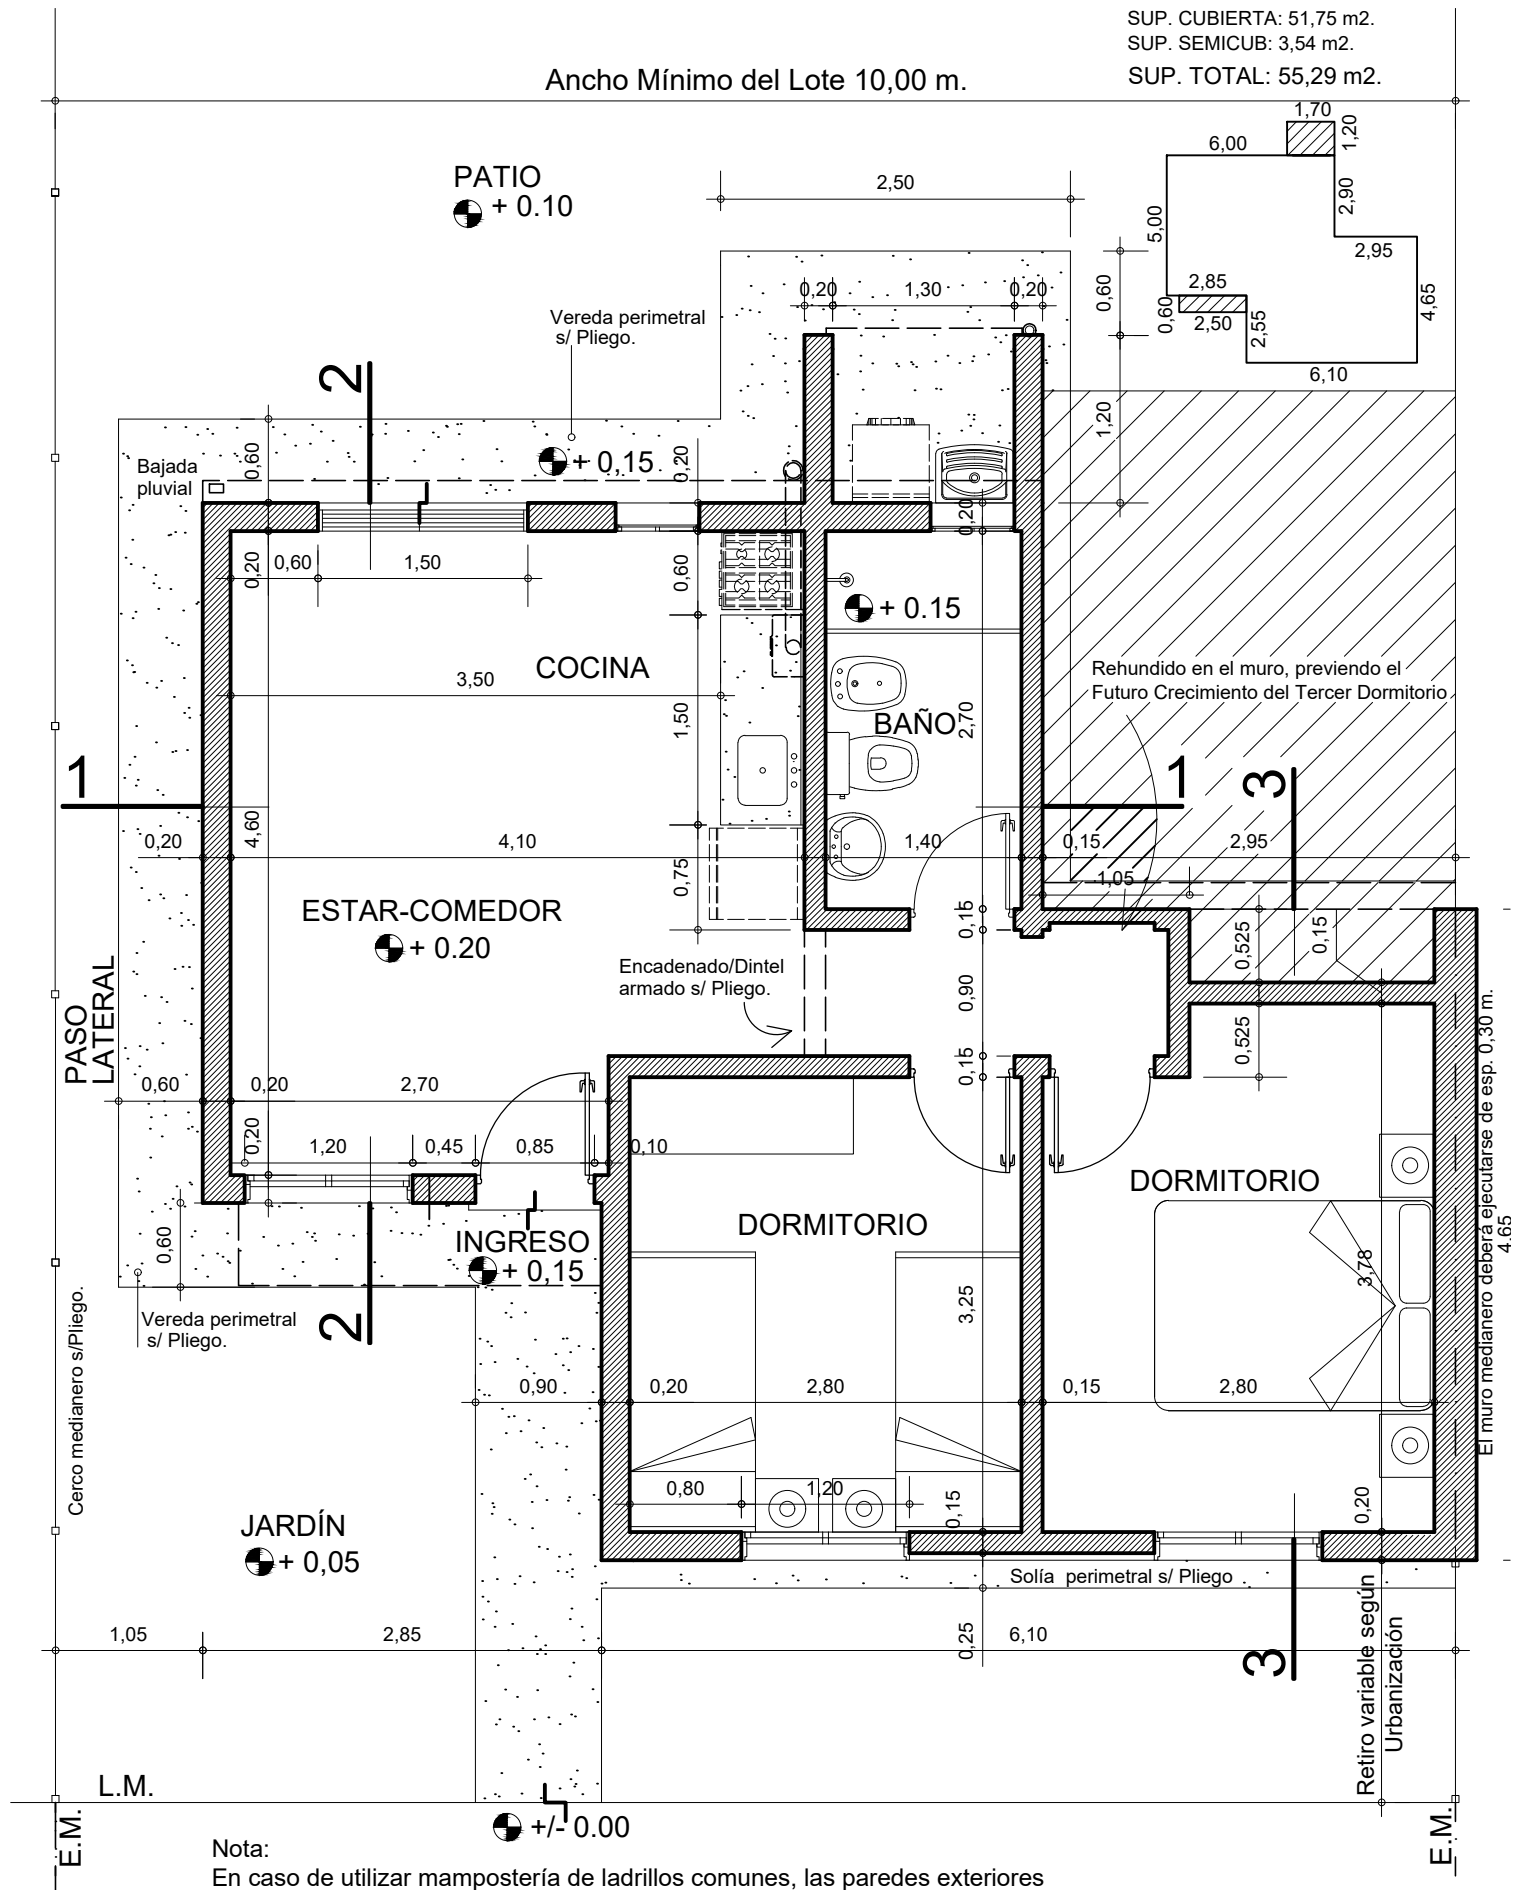 SUP. CUBIERTA: 51,75 m2.
SUP. SEMICUB: 3,54 m2.
SUP. TOTAL: 55,29 m2.
Ancho Mínimo del Lote 10,00 m.
1,70
1,20
6,00
2,90
5,00
2,95
2,85
0,60
2,50
2,55
4,65
6,10
PATIO
+ 0.10
2,50
0,20
1,30
0,20
0,60
1,20
Vereda perimetral
s/ Pliego.
2
Bajada
pluvial
0,60
+ 0,15
0,20
0,20
0,20
0,60
1,50
0,60
+ 0.15
COCINA
3,50
1,50
BAÑO
2,70
Rehundido en el muro, previendo el
Futuro Crecimiento del Tercer Dormitorio
1
1
3
0,20
4,60
4,10
0,75
1,40
0,15
2,95
1,05
ESTAR-COMEDOR
+ 0.20
0,15
0,525
0,15
Encadenado/Dintel
armado s/ Pliego.
0,90
PASO
LATERAL
0,525
0,15
0,60
0,20
2,70
0,20
1,20
0,45
0,85
0,10
El muro medianero deberá ejecutarse de esp. 0,30 m.
4.65
DORMITORIO
DORMITORIO
0,60
INGRESO
+ 0,15
3,78
3,25
Vereda perimetral
s/ Pliego.
2
Cerco medianero s/Pliego.
0,90
0,20
2,80
0,15
2,80
0,80
1,20
0,15
0,20
JARDÍN
+ 0,05
Solía perimetral s/ Pliego
1,05
2,85
0,25
6,10
3
Retiro variable según
Urbanización
L.M.
E.M.
+/- 0.00
E.M.
Nota:
En caso de utilizar mampostería de ladrillos comunes, las paredes exteriores